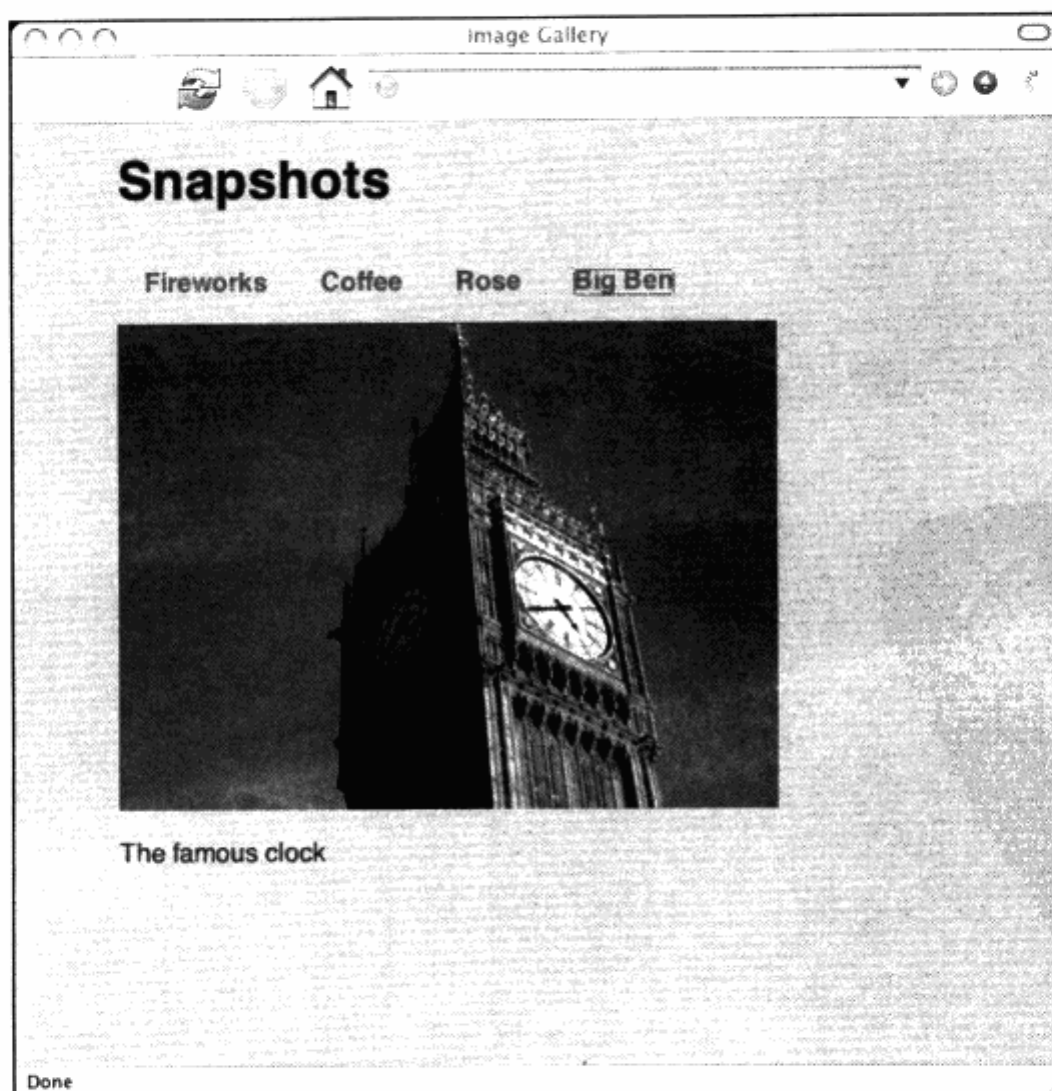 Image Gallery
Snapshots
Fireworks Coffee Rose Big Ben
The famous clock
Done